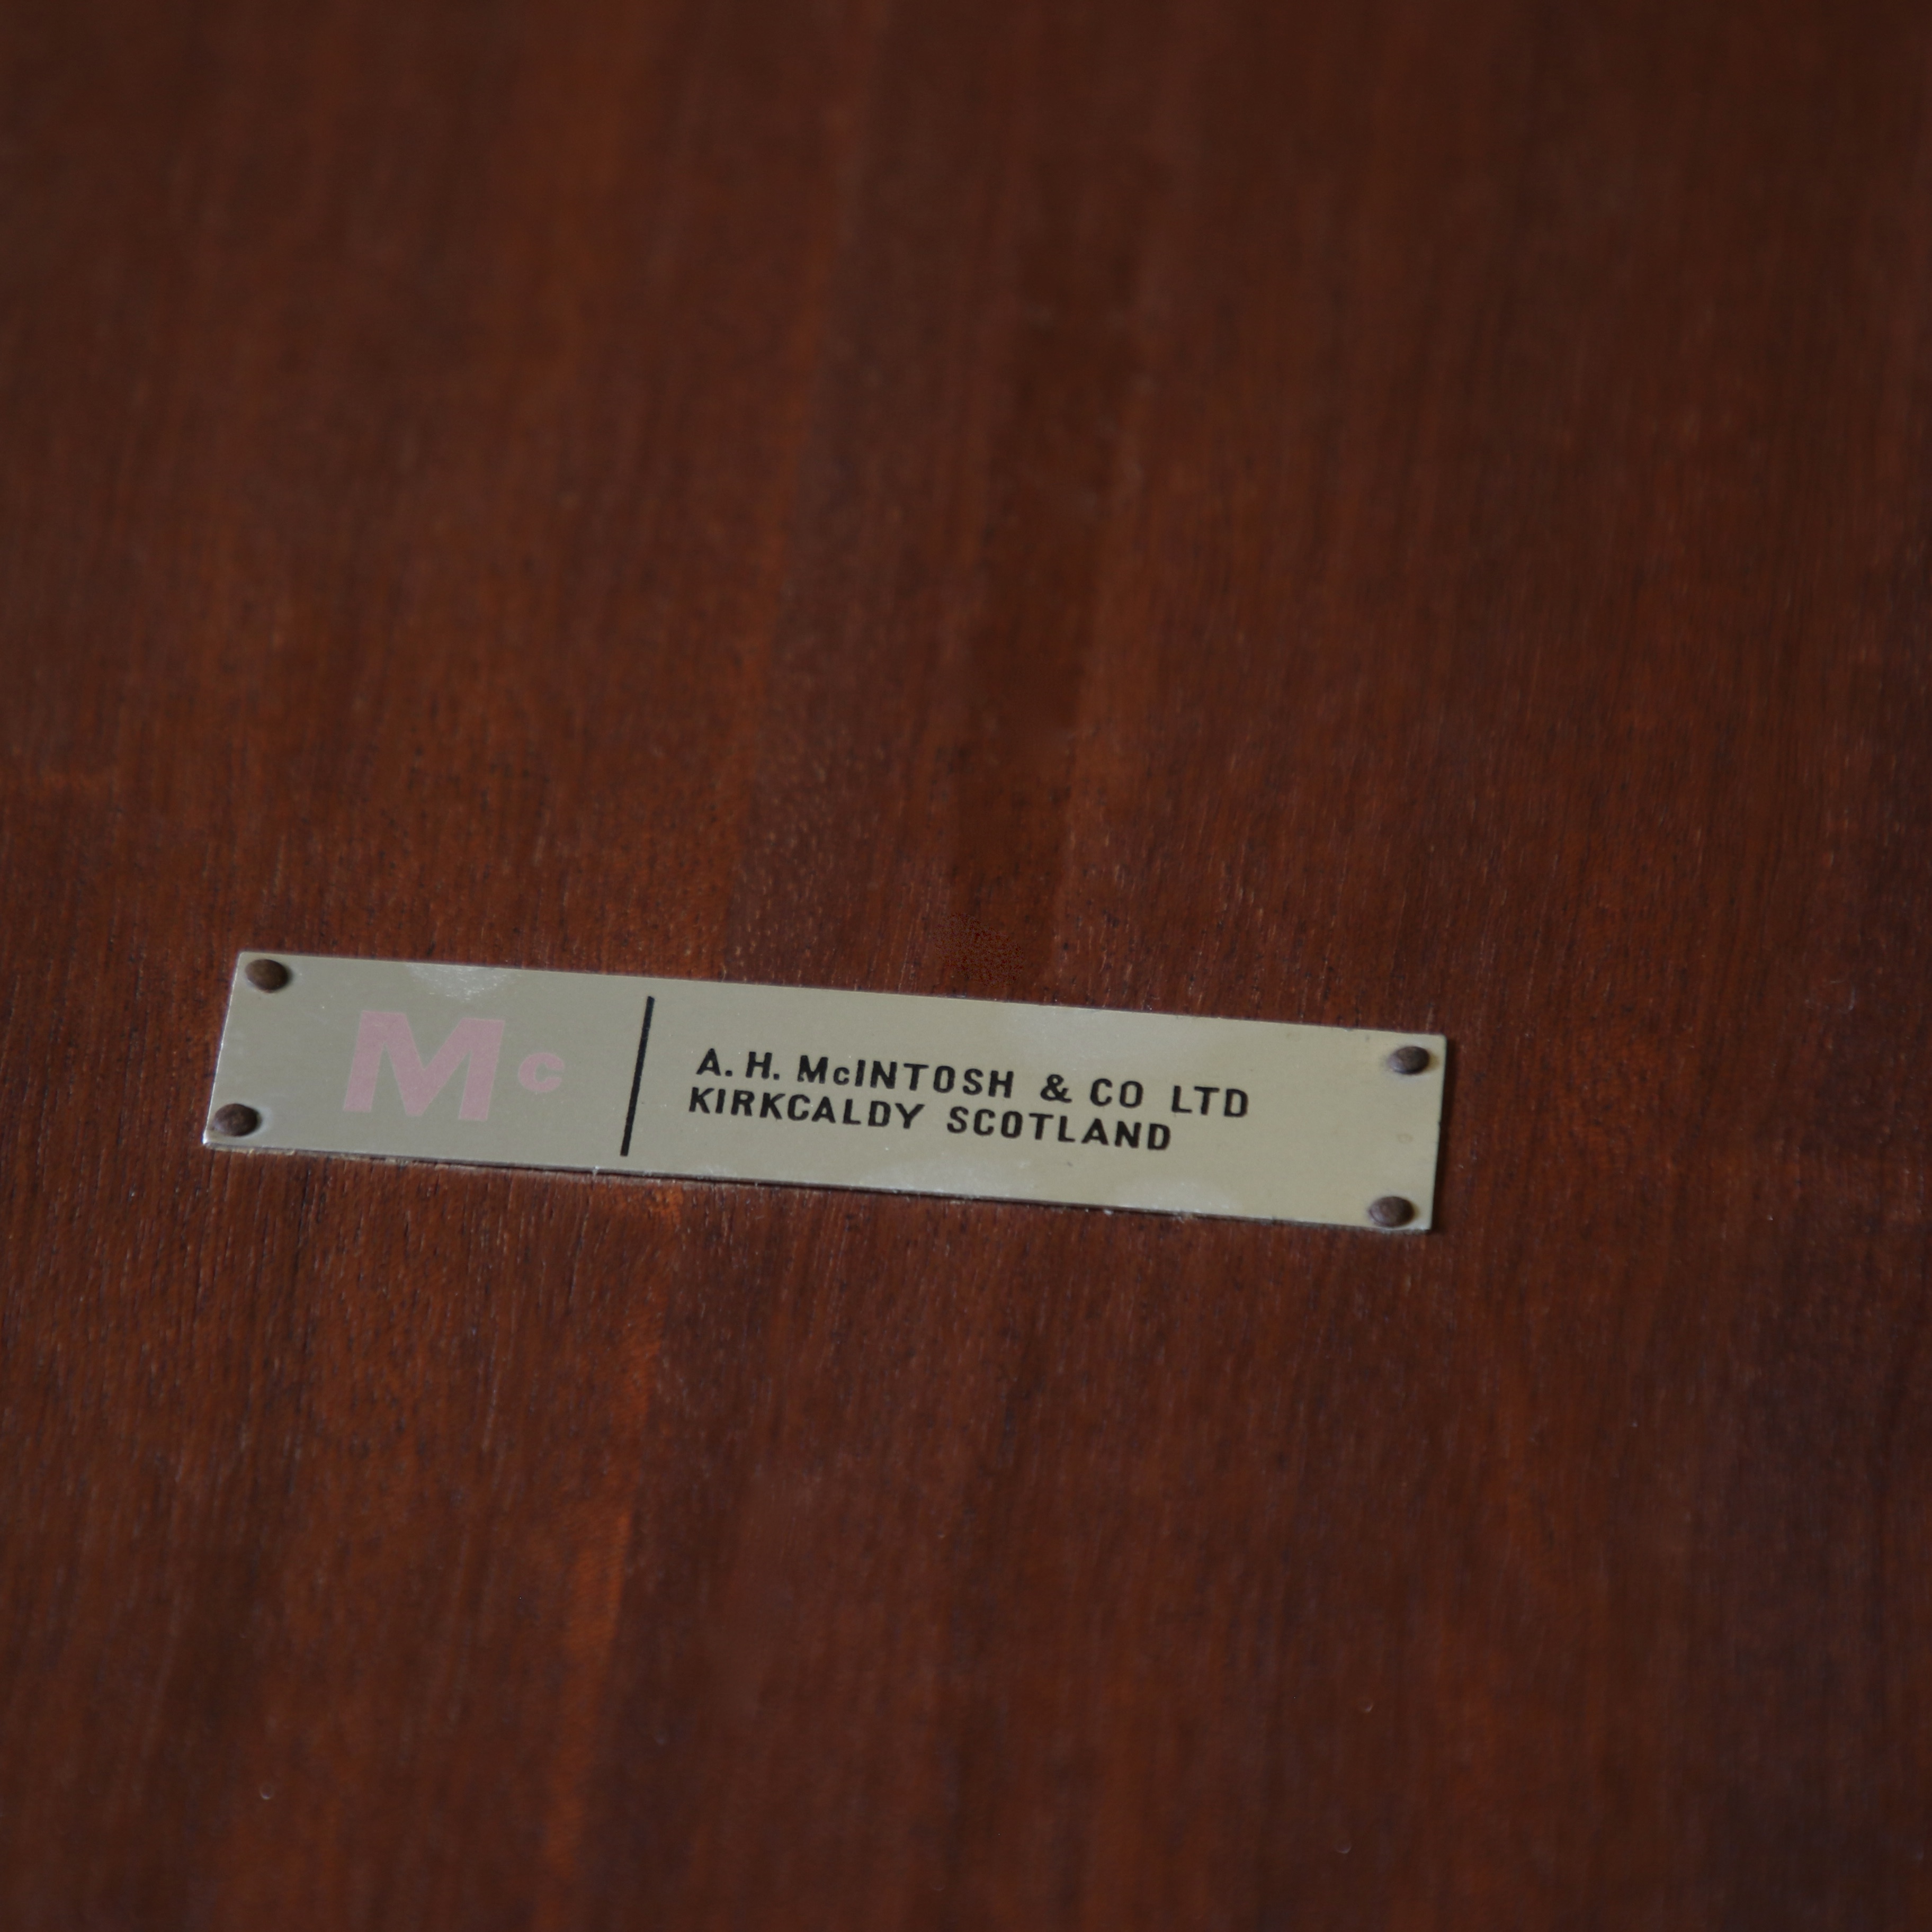 Mc
A. H. McINTOSH & CO LTD
KIRKCALDY SCOTLAND